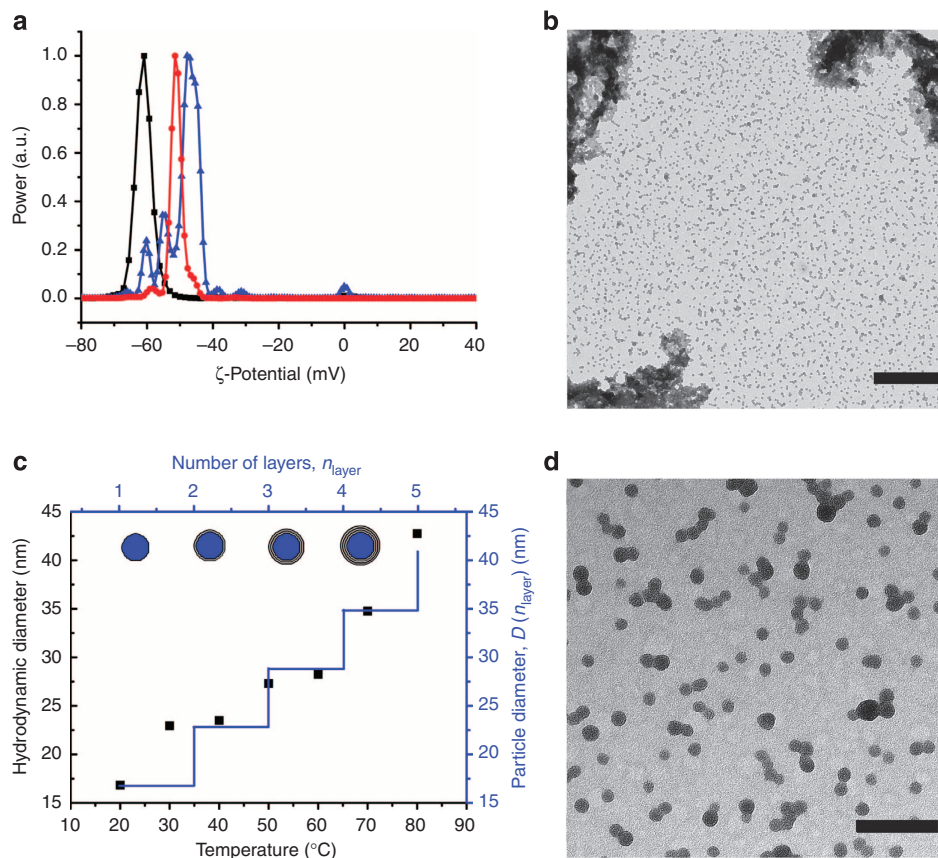 a
1.0
0.8
0.6
0.4
0.2
0.0
Power (a.u.)
–80 –60 –40 –20 0 20 40
ζ-Potential (mV)
b
c
Number of layers, n_layer
1 2 3 4 5
45
40
35
30
25
20
15
Hydrodynamic diameter (nm)
45
40
35
30
25
20
15
Particle diameter, D (n_layer) (nm)
10 20 30 40 50 60 70 80 90
Temperature (°C)
d